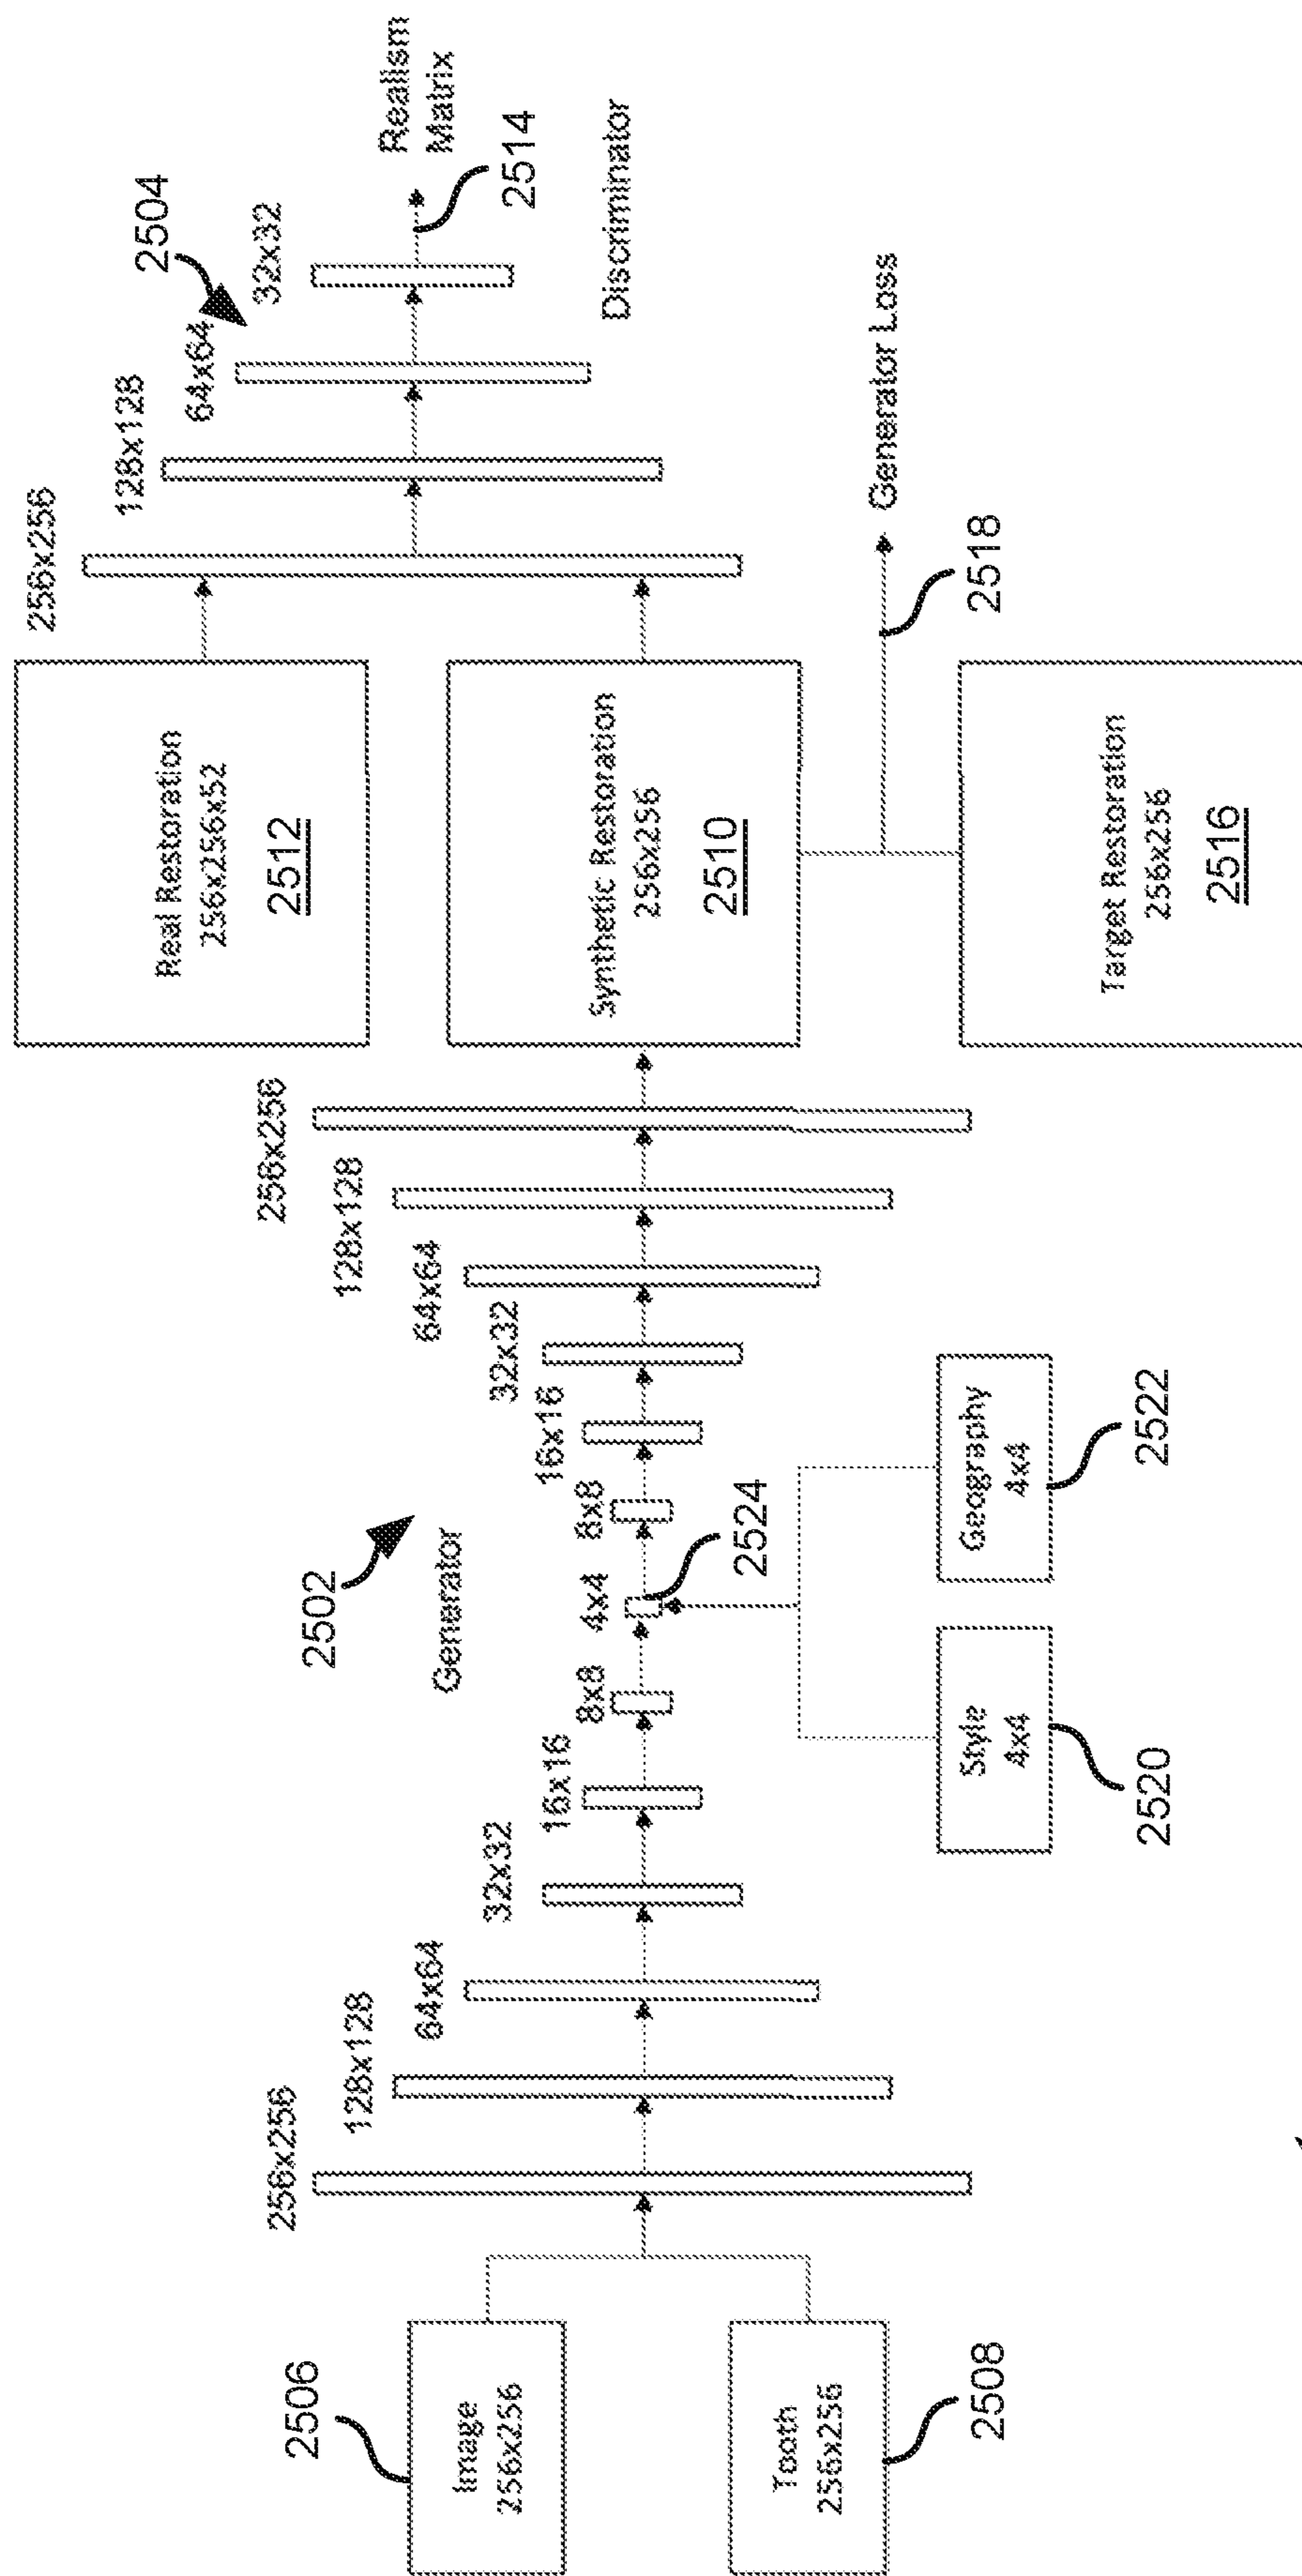 2506
Image
256x256
Tooth
256x256
2508
256x256
128x128
64x64
32x32
16x16
8x8
4x4
8x8
16x16
32x32
64x64
128x128
256x256
2502
Generator
2524
Style
4x4
2520
Geography
4x4
2522
Real Restoration
256x256x52
2512
Synthetic Restoration
256x256
2510
Target Restoration
256x256
2516
256x256
128x128
64x64
32x32
2504
Realism
Matrix
2514
Discriminator
Generator Loss
2518